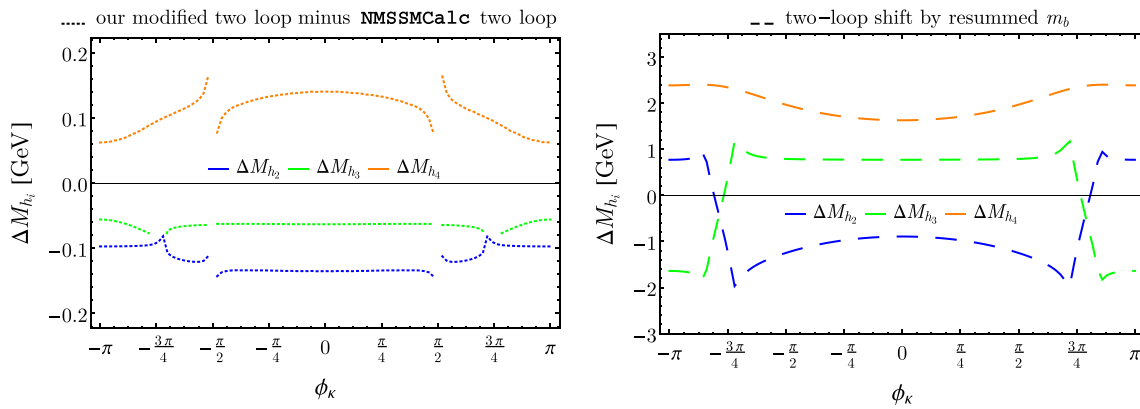 our modified two loop minus NMSSMCalc two loop
ΔM_{h_i} [GeV]
0.2
0.1
0.0
−0.1
−0.2
ΔM_{h_2} ΔM_{h_3} ΔM_{h_4}
−π −3π/4 −π/2 −π/4 0 π/4 π/2 3π/4 π
ϕ_κ
two−loop shift by resummed m_b
ΔM_{h_i} [GeV]
3
2
1
0
−1
−2
−3
ΔM_{h_2} ΔM_{h_3} ΔM_{h_4}
−π −3π/4 −π/2 −π/4 0 π/4 π/2 3π/4 π
ϕ_κ